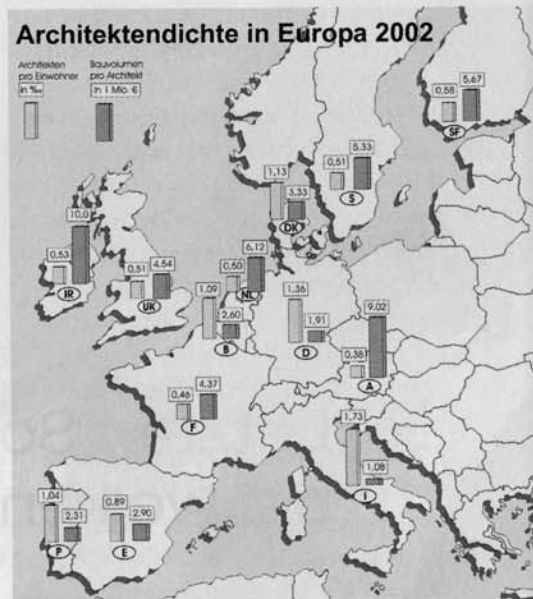 Architektendichte in Europa 2002
Architekten
pro Einwohner
in ‰
Bauvolumen
pro Architekt
in 1 Mio. €
0,58
5,67
SF
0,51
5,33
S
1,13
3,33
DK
10,0
0,53
IR
0,51
4,54
UK
6,12
0,50
NL
1,09
2,60
B
1,36
1,91
D
9,02
0,38
A
0,46
4,37
F
1,73
1,08
I
1,04
2,31
P
0,89
2,90
E